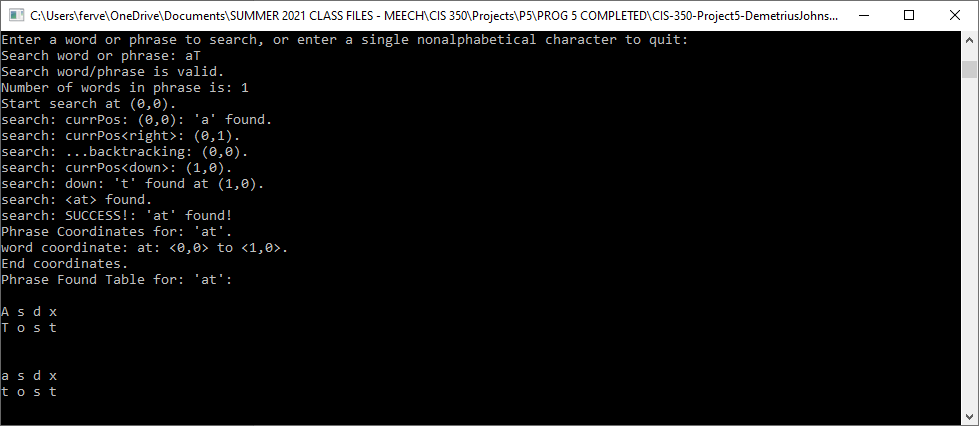 C:\Users\ferve\OneDrive\Documents\SUMMER 2021 CLASS FILES - MEECH\CIS 350\Projects\P5\PROG 5 COMPLETED\CIS-350-Project5-DemetriusJohns...
Enter a word or phrase to search, or enter a single nonalphabetical character to quit:
Search word or phrase: aT
Search word/phrase is valid.
Number of words in phrase is: 1
Start search at (0,0).
search: currPos: (0,0): 'a' found.
search: currPos<right>: (0,1).
search: ...backtracking: (0,0).
search: currPos<down>: (1,0).
search: down: 't' found at (1,0).
search: <at> found.
search: SUCCESS!: 'at' found!
Phrase Coordinates for: 'at'.
word coordinate: at: <0,0> to <1,0>.
End coordinates.
Phrase Found Table for: 'at':
A s d x
T o s t
a s d x
t o s t